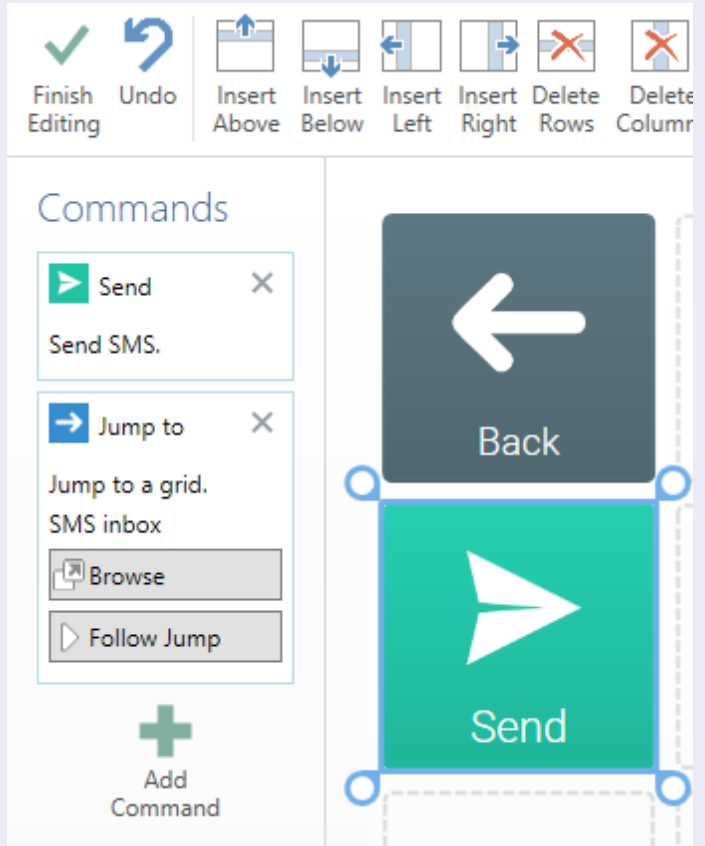 Finish Editing
Undo
Insert Above
Insert Below
Insert Left
Insert Right
Delete Rows
Delete
Commands
Send
Send SMS.
Jump to
Jump to a grid.
SMS inbox
Browse
Follow Jump
Add
Command
Back
Send